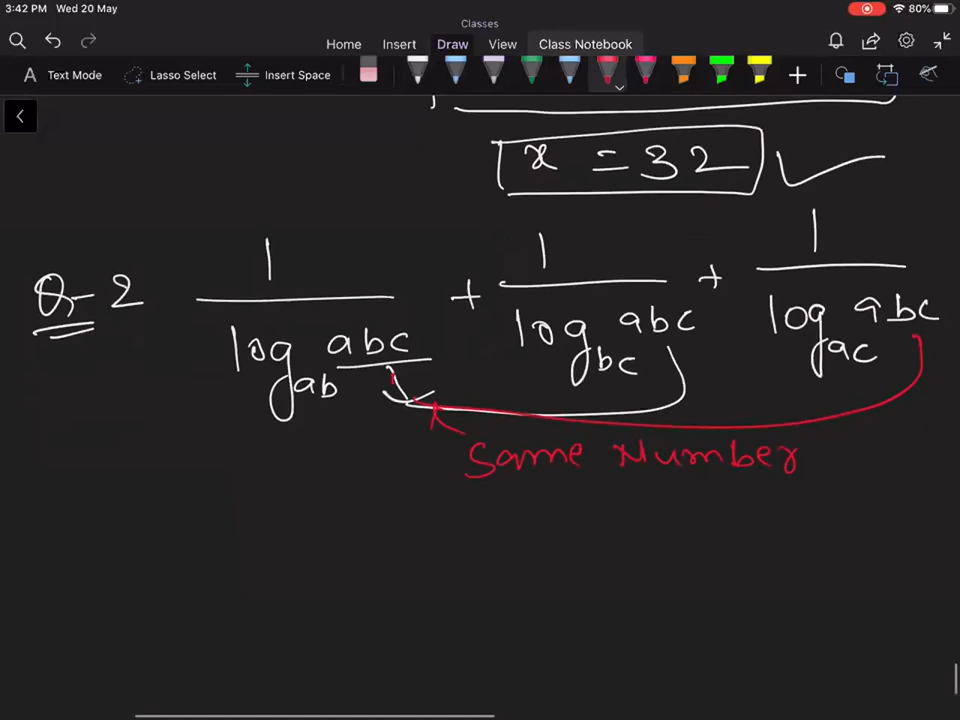 3:42 PM Wed 20 May
80%
Classes
Home Insert Draw View Class Notebook
A Text Mode Lasso Select Insert Space
x = 32
Q-2 1/log_ab abc + 1/log_bc abc + 1/log_ac abc
Same Number